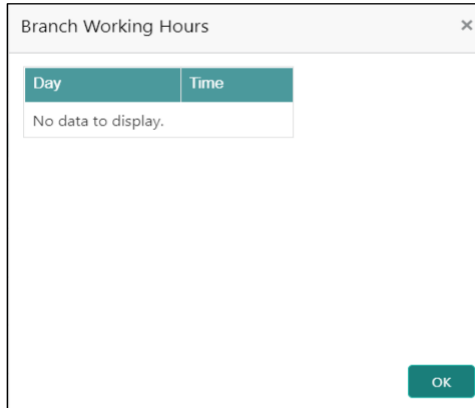 Branch Working Hours ×
Day Time
No data to display.
OK